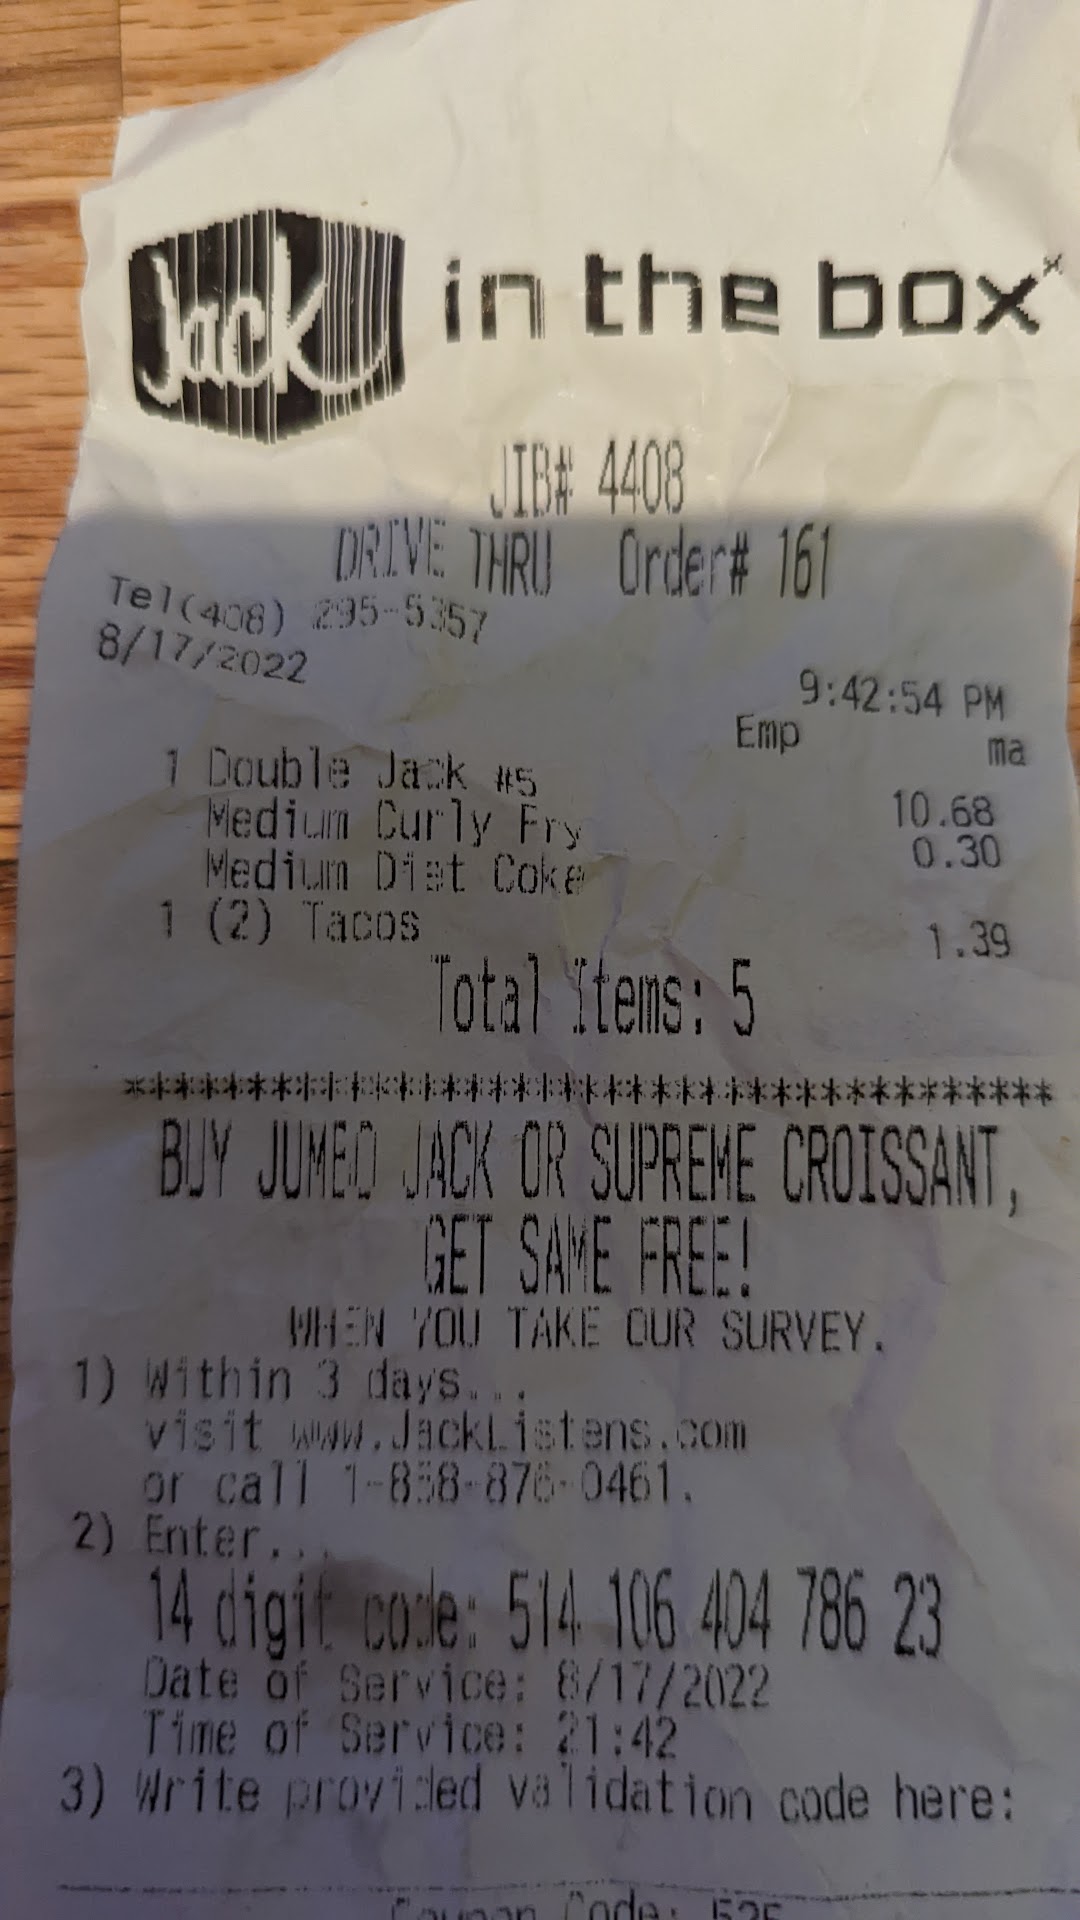 Jack in the box
JIB# 4408
DRIVE THRU Order# 161
Tel(408) 295-5357
8/17/2022 9:42:54 PM
Emp ma
1 Double Jack #5 10.68
Medium Curly Fry 0.30
Medium Diet Coke
1 (2) Tacos 1.39
Total Items: 5
****************************************
BUY JUMBO JACK OR SUPREME CROISSANT,
GET SAME FREE!
WHEN YOU TAKE OUR SURVEY.
1) Within 3 days...
visit www.JackListens.com
or call 1-858-876-0461.
2) Enter...
14 digit code: 514 106 404 786 23
Date of Service: 8/17/2022
Time of Service: 21:42
3) Write provided validation code here:
Coupon Code: 525